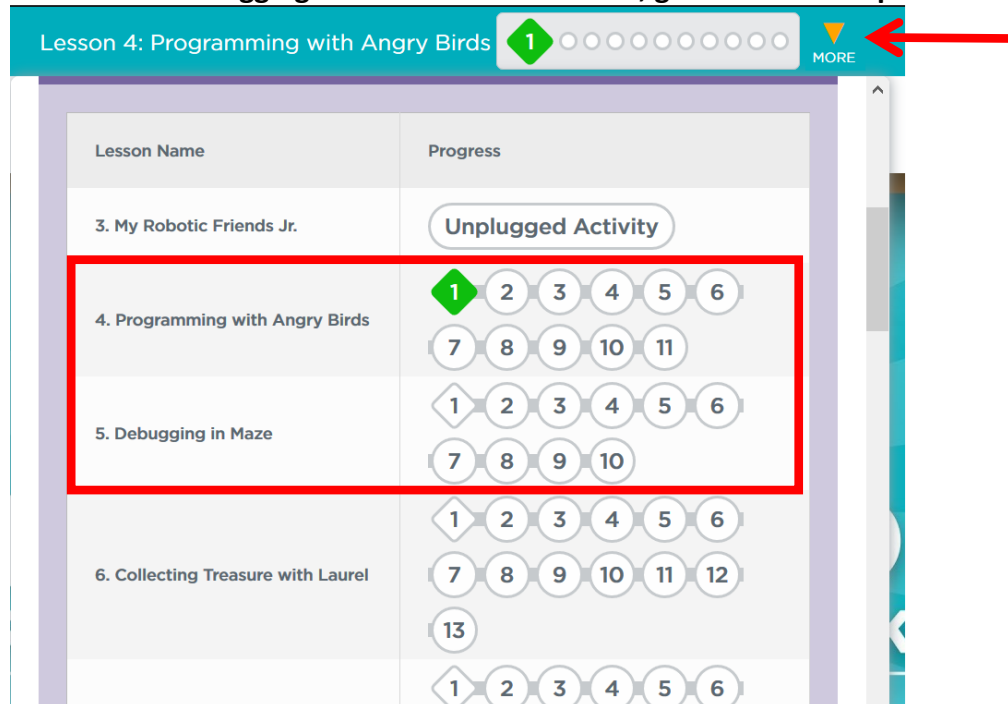 Lesson 4: Programming with Angry Birds 1 MORE
Lesson Name Progress
3. My Robotic Friends Jr. Unplugged Activity
1 2 3 4 5 6
4. Programming with Angry Birds
7 8 9 10 11
1 2 3 4 5 6
5. Debugging in Maze
7 8 9 10
1 2 3 4 5 6
6. Collecting Treasure with Laurel 7 8 9 10 11 12
13
1 2 3 4 5 6